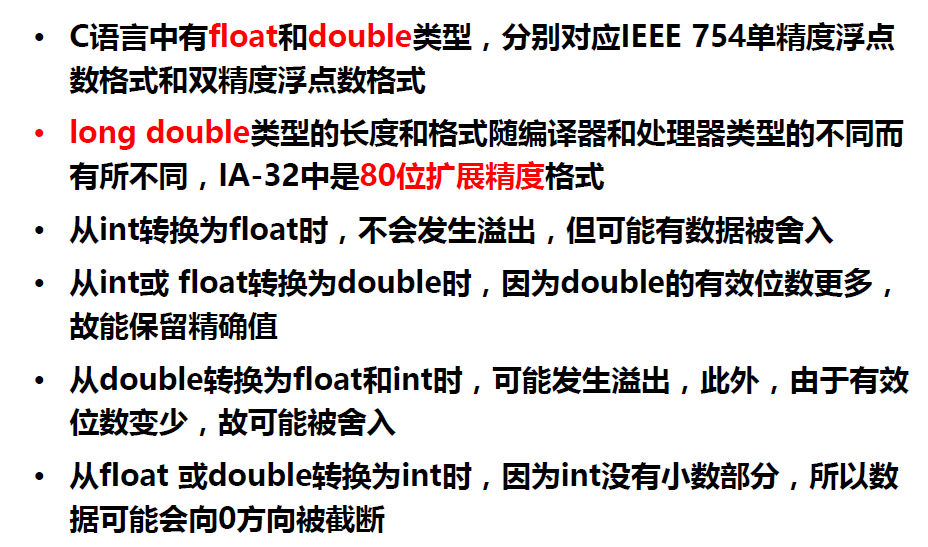 • C语言中有float和double类型，分别对应IEEE 754单精度浮点
数格式和双精度浮点数格式
• long double类型的长度和格式随编译器和处理器类型的不同而
有所不同，IA-32中是80位扩展精度格式
• 从int转换为float时，不会发生溢出，但可能有数据被舍入
• 从int或 float转换为double时，因为double的有效位数更多，
故能保留精确值
• 从double转换为float和int时，可能发生溢出，此外，由于有效
位数变少，故可能被舍入
• 从float 或double转换为int时，因为int没有小数部分，所以数
据可能会向0方向被截断